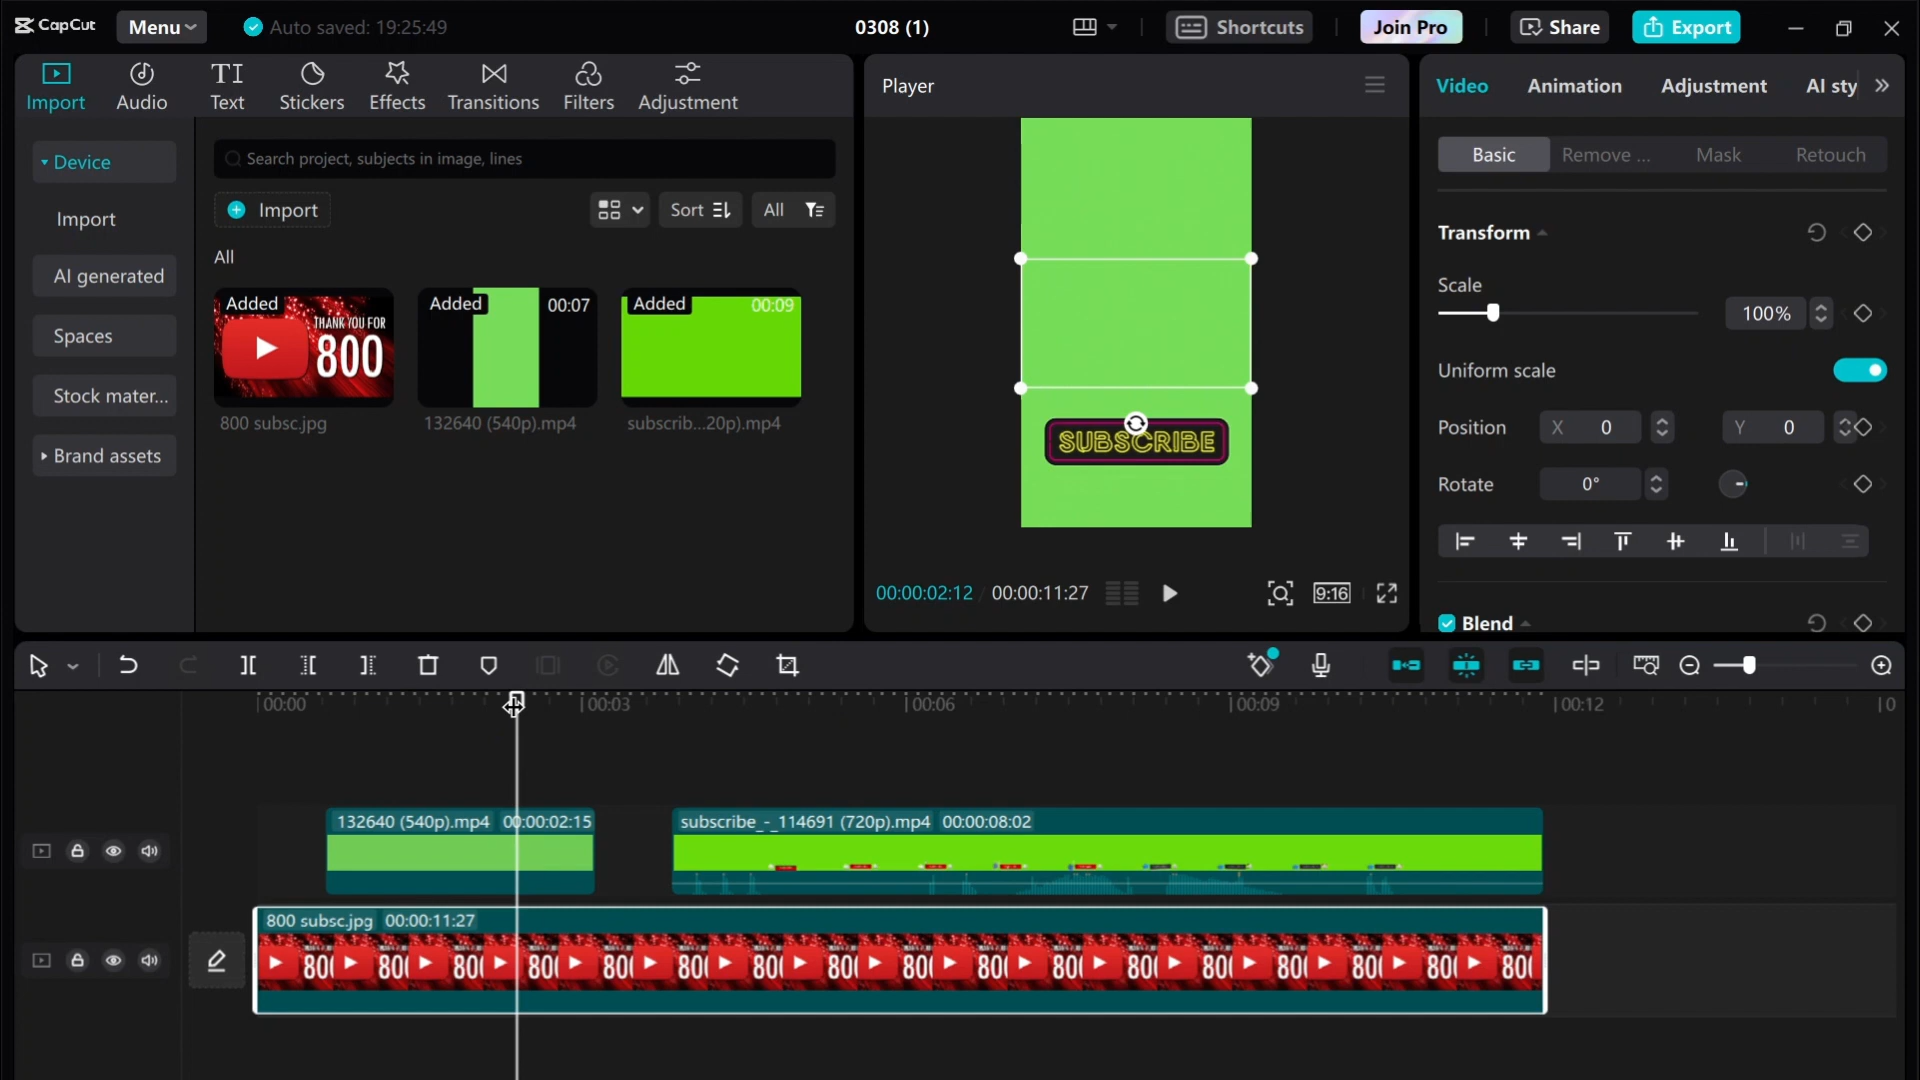 CapCut
Menu
Auto saved: 19:25:49
0308 (1)
Shortcuts
Join Pro
Share
Export
Import
Audio
TI
Text
Stickers
Effects
Transitions
Filters
Adjustment
Player
Video
Animation
Adjustment
AI sty
Device
Import
AI generated
Spaces
Stock mater...
Brand assets
Search project, subjects in image, lines
Import
Sort
All
All
Added
THANK YOU FOR
800
800 subsc.jpg
Added
00:07
132640 (540p).mp4
Added
00:09
subscrib...20p).mp4
SUBSCRIBE
00:00:02:12
00:00:11:27
9:16
Basic
Remove ...
Mask
Retouch
Transform
Scale
100%
Uniform scale
Position
X
0
Y
0
Rotate
0°
Blend
00:00
00:03
00:06
00:09
00:12
0
132640 (540p).mp4 00:00:02:15
subscribe_-_114691 (720p).mp4 00:00:08:02
800 subsc.jpg 00:00:11:27